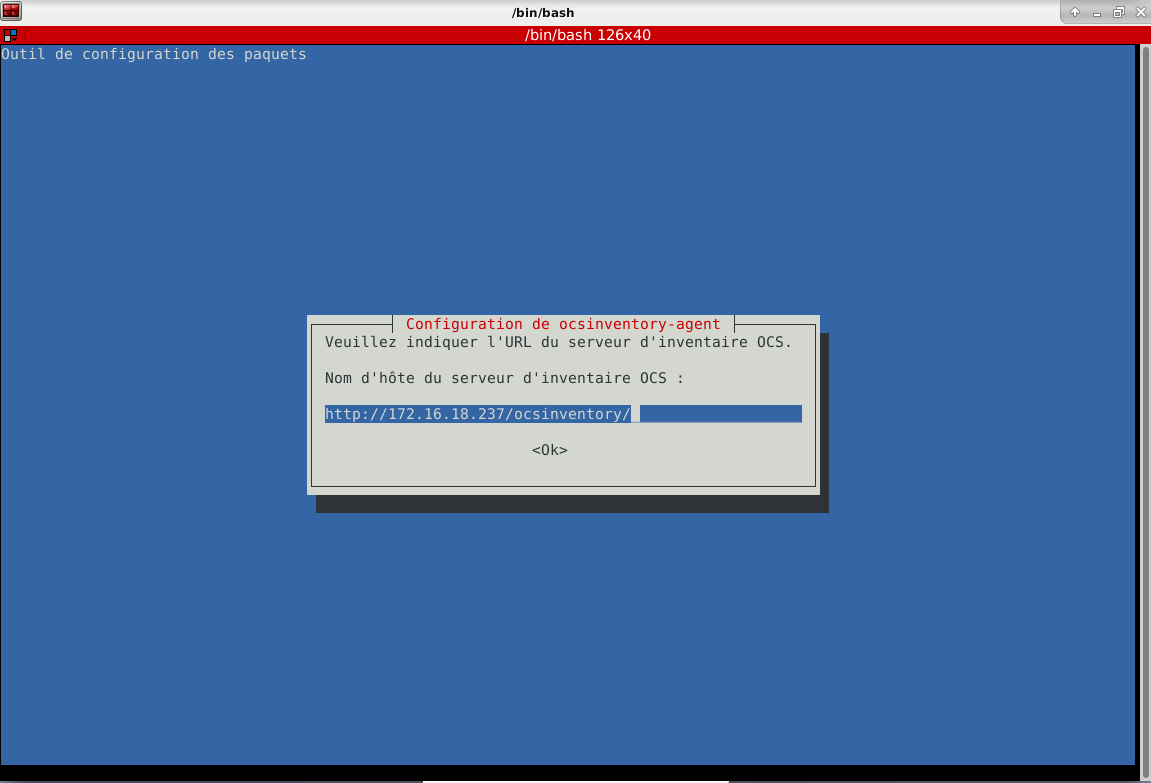 /bin/bash
/bin/bash 126x40
Outil de configuration des paquets
Configuration de ocsinventory-agent
Veuillez indiquer l'URL du serveur d'inventaire OCS.
Nom d'hôte du serveur d'inventaire OCS :
http://172.16.18.237/ocsinventory/
<Ok>